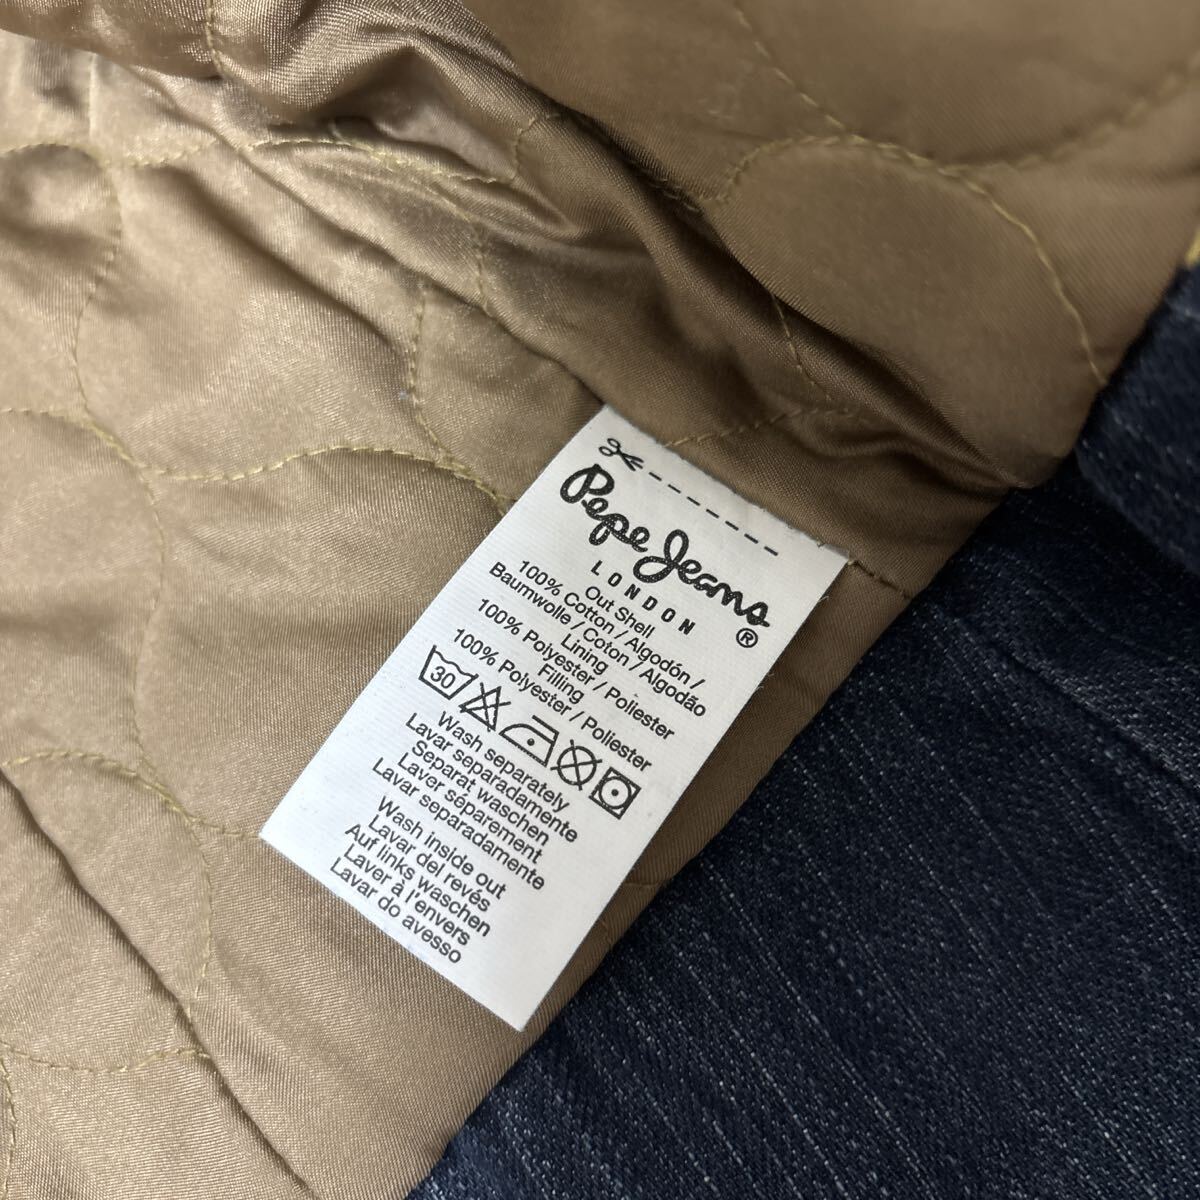 Pepe Jeans
LONDON ®
Out Shell
100% Cotton / Algodón /
Baumwolle / Coton / Algodão
Lining
100% Polyester / Poliester
Filling
100% Polyester / Poliester
30
Wash separately
Lavar separadamente
Separat waschen
Laver séparement
Lavar separadamente
Wash inside out
Lavar del revés
Auf links waschen
Laver à l'envers
Lavar do avesso